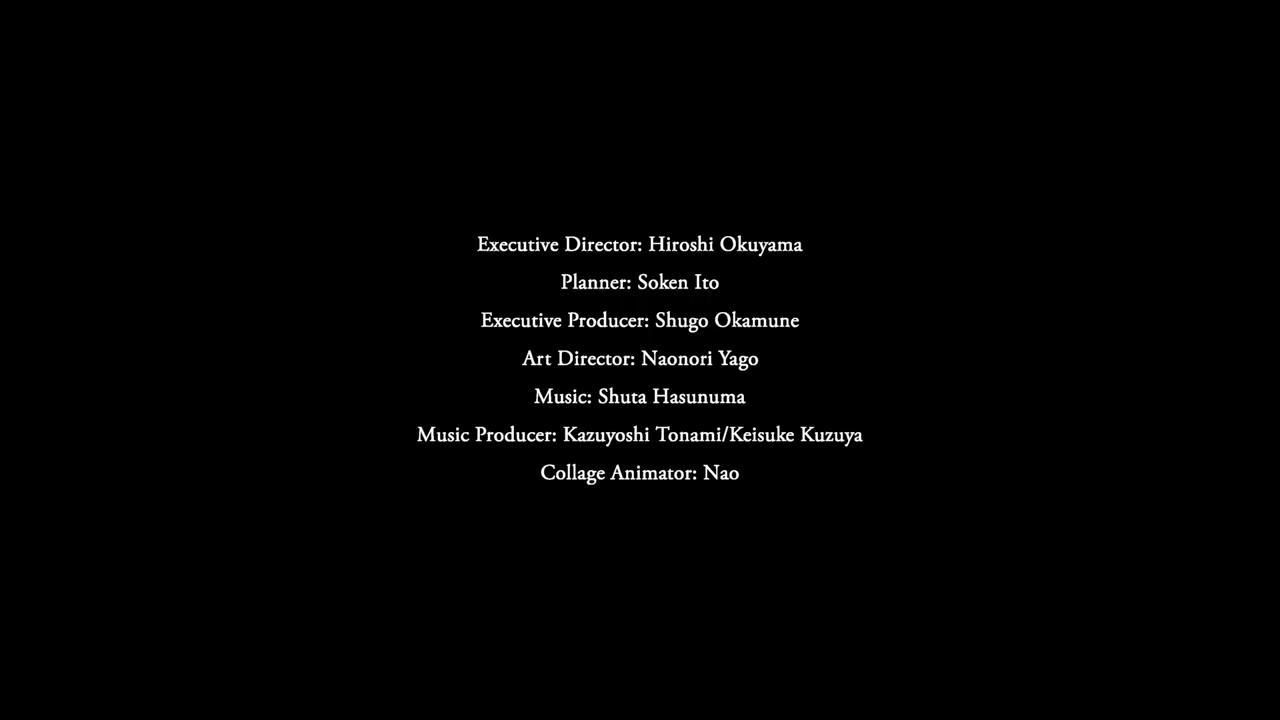 Executive Director: Hiroshi Okuyama
Planner: Soken Ito
Executive Producer: Shugo Okamune
Art Director: Naonori Yago
Music: Shuta Hasunuma
Music Producer: Kazuyoshi Tonami/Keisuke Kuzuya
Collage Animator: Nao